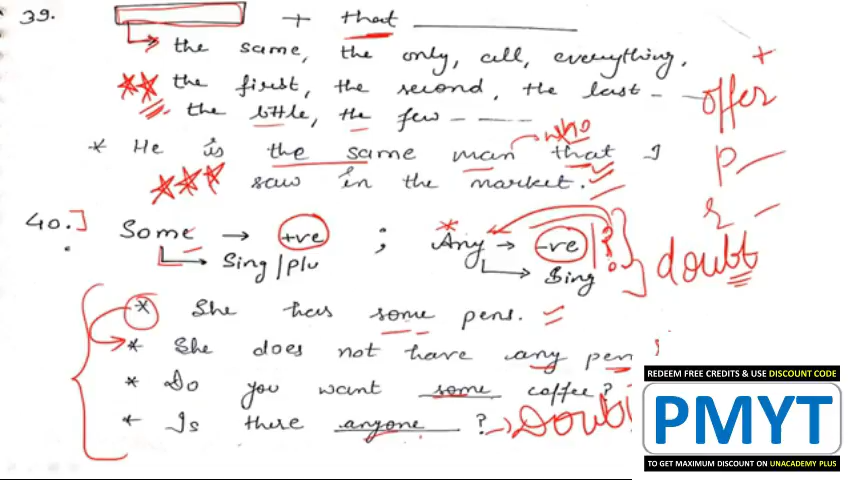 39. + that
the same, the only, all, everything,
the first, the second, the last
the little, the few
who
* He is the same man that I
saw in the market.
+
offer
40.] Some → +ve ; Any → -ve | ?
Sing | Plu Sing
doubt
* She has some pens.
* She does not have any pen
* Do you want some coffee?
* Is there anyone ? → Doubt
REDEEM FREE CREDITS & USE DISCOUNT CODE
PMYT
TO GET MAXIMUM DISCOUNT ON UNACADEMY PLUS